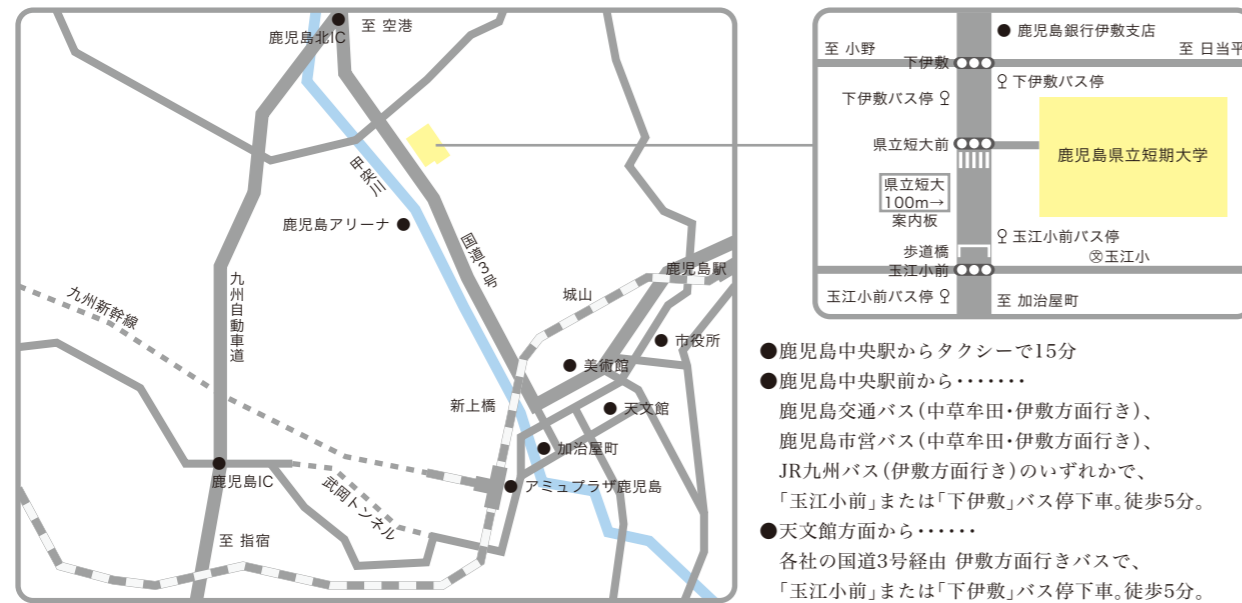 鹿児島北IC
至 空港
甲突川
鹿児島アリーナ
国道3号
鹿児島駅
城山
九州新幹線
九州自動車道
市役所
美術館
新上橋
天文館
加治屋町
鹿児島IC
アミュプラザ鹿児島
武岡トンネル
至 指宿
鹿児島銀行伊敷支店
至 小野
至 日当平
下伊敷
下伊敷バス停
下伊敷バス停
県立短大前
鹿児島県立短期大学
県立短大
100m→
案内板
玉江小前バス停
歩道橋
㊛玉江小
玉江小前
玉江小前バス停
至 加治屋町
●鹿児島中央駅からタクシーで15分
●鹿児島中央駅前から・・・・・・・
鹿児島交通バス(中草牟田・伊敷方面行き)、
鹿児島市営バス(中草牟田・伊敷方面行き)、
JR九州バス(伊敷方面行き)のいずれかで、
「玉江小前」または「下伊敷」バス停下車。徒歩5分。
●天文館方面から・・・・・・
各社の国道3号経由 伊敷方面行きバスで、
「玉江小前」または「下伊敷」バス停下車。徒歩5分。